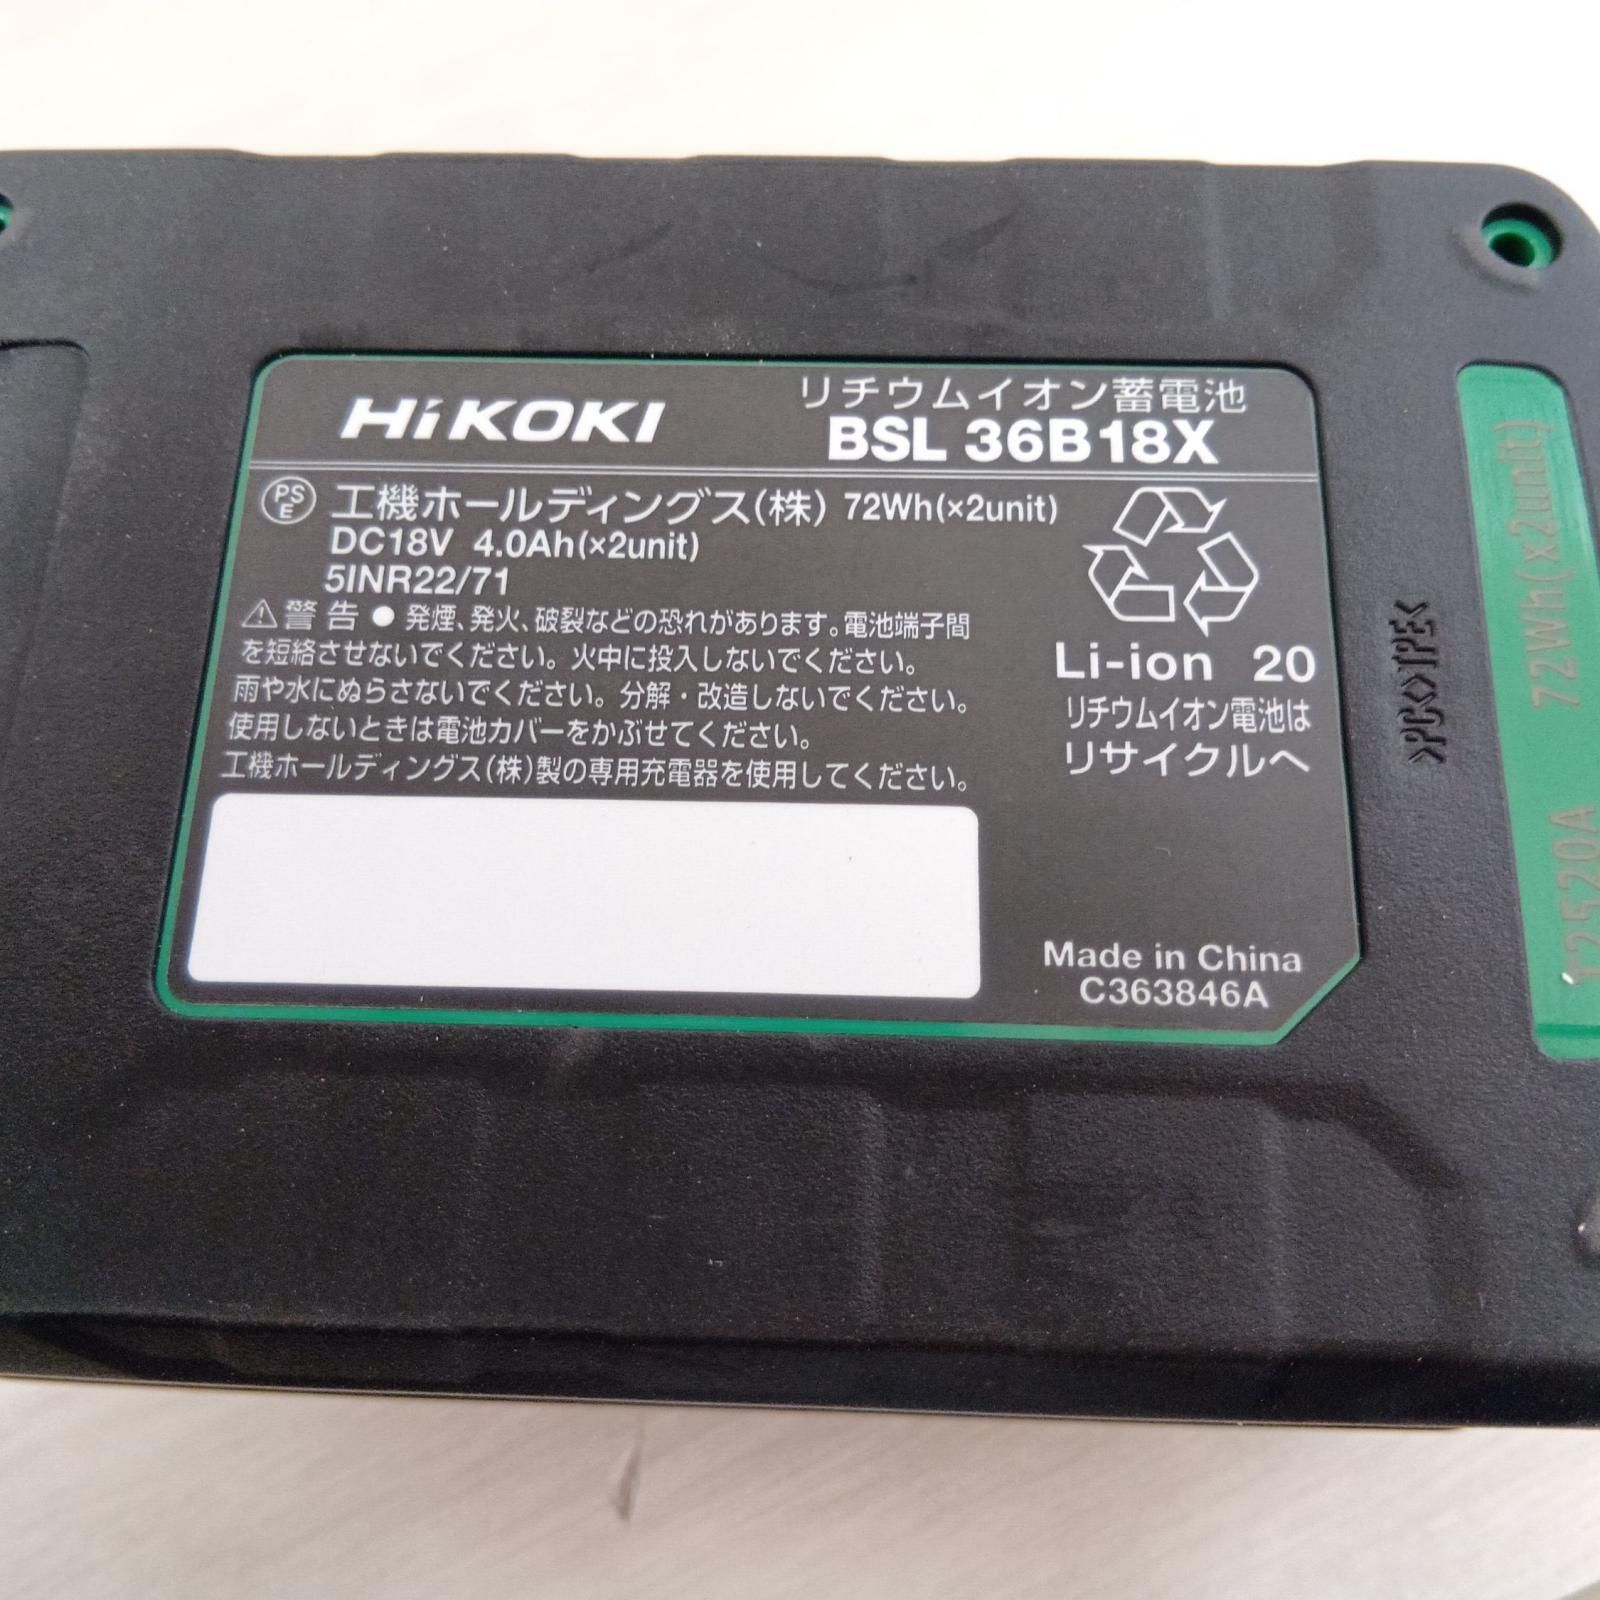 HiKOKI
リチウムイオン蓄電池
BSL 36B18X
PS
E
工機ホールディングス(株) 72Wh(×2unit)
DC18V 4.0Ah(×2unit)
5INR22/71
⚠警告 ● 発煙、発火、破裂などの恐れがあります。電池端子間
を短絡させないでください。火中に投入しないでください。
雨や水にぬらさないでください。分解・改造しないでください。
使用しないときは電池カバーをかぶせてください。
工機ホールディングス(株)製の専用充電器を使用してください。
Li-ion 20
リチウムイオン電池は
リサイクルへ
Made in China
C363846A
>PC<>TPE<
72Wh(x2unit)
T2520A